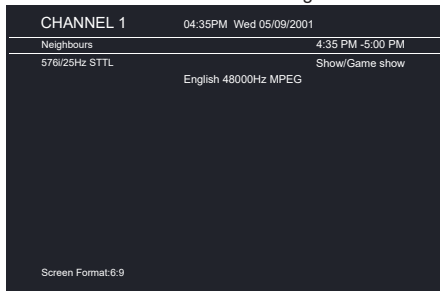 CHANNEL 1 04:35PM Wed 05/09/2001
Neighbours 4:35 PM -5:00 PM
576i/25Hz STTL Show/Game show
English 48000Hz MPEG
Screen Format:6:9